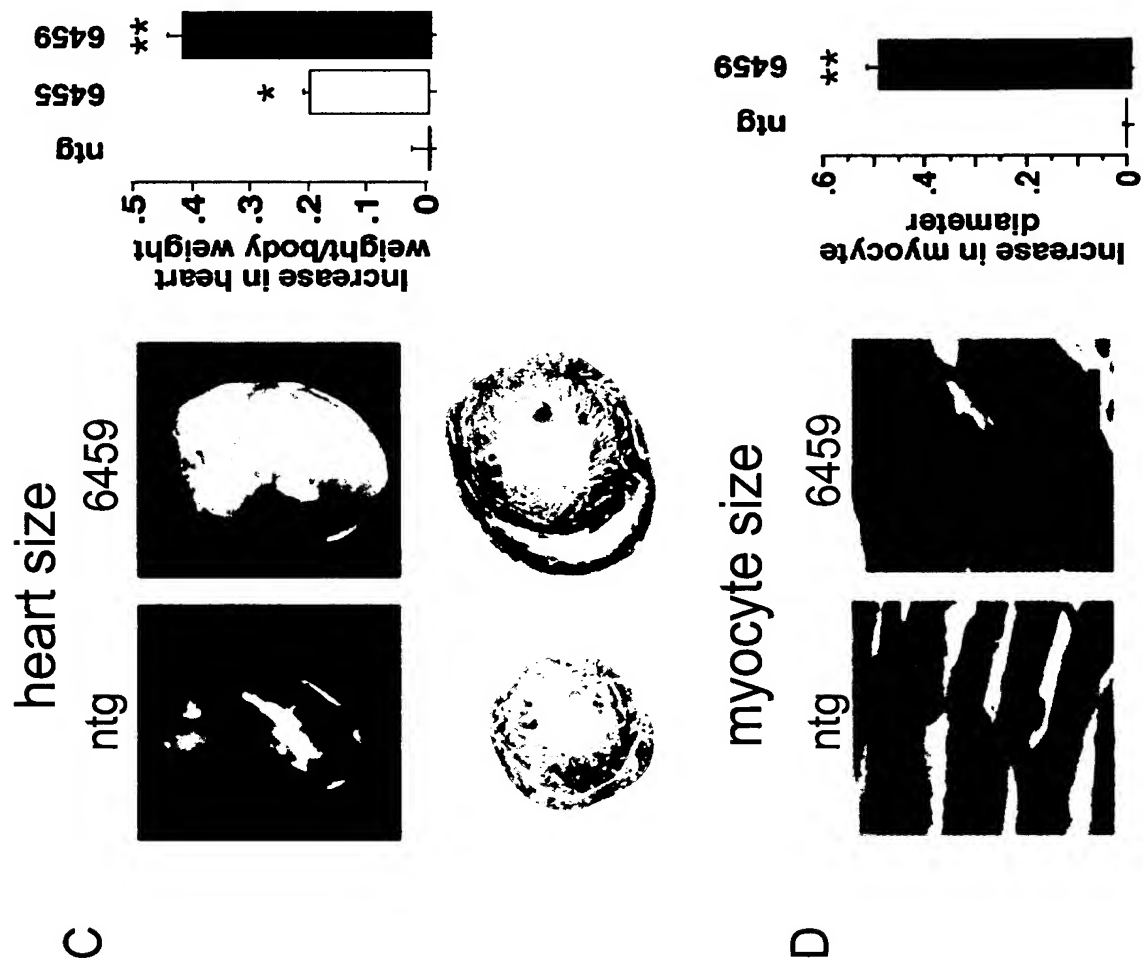 C
heart size
ntg
6459
Increase in heart
weight/body weight
.5
.4
.3
.2
.1
0
ntg
6455
6459
*
**
D
myocyte size
ntg
6459
Increase in myocyte
diameter
.6
.4
.2
0
ntg
6459
**